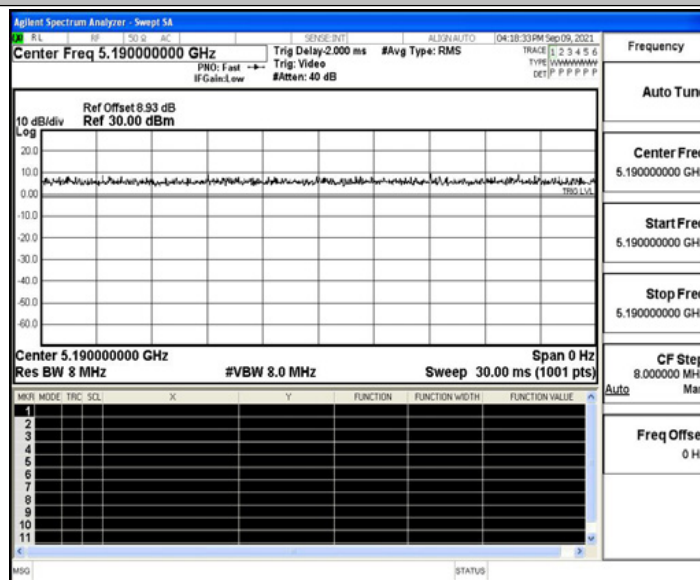 Agilent Spectrum Analyzer - Swept SA
RL RF 50 Ω AC SENSE:INT ALIGN AUTO 04:18:33 PM Sep 09, 2021
Center Freq 5.190000000 GHz
PNO: Fast
IFGain:Low
Trig Delay-2.000 ms
Trig: Video
#Atten: 40 dB
#Avg Type: RMS
TRACE 1 2 3 4 5 6
TYPE WWWWWW
DET P P P P P P
Ref Offset 8.93 dB
10 dB/div Ref 30.00 dBm
Log
20.0
10.0
0.00
-10.0
-20.0
-30.0
-40.0
-50.0
-60.0
TRIG LVL
Center 5.190000000 GHz Span 0 Hz
Res BW 8 MHz #VBW 8.0 MHz Sweep 30.00 ms (1001 pts)
MKR MODE TRC SCL X Y FUNCTION FUNCTION WIDTH FUNCTION VALUE
1
2
3
4
5
6
7
8
9
10
11
MSG STATUS
Frequency
Auto Tun
Center Fre
5.190000000 GH
Start Fre
5.190000000 GH
Stop Fre
5.190000000 GH
CF Ste
8.000000 MH
Auto Ma
Freq Offse
0 H